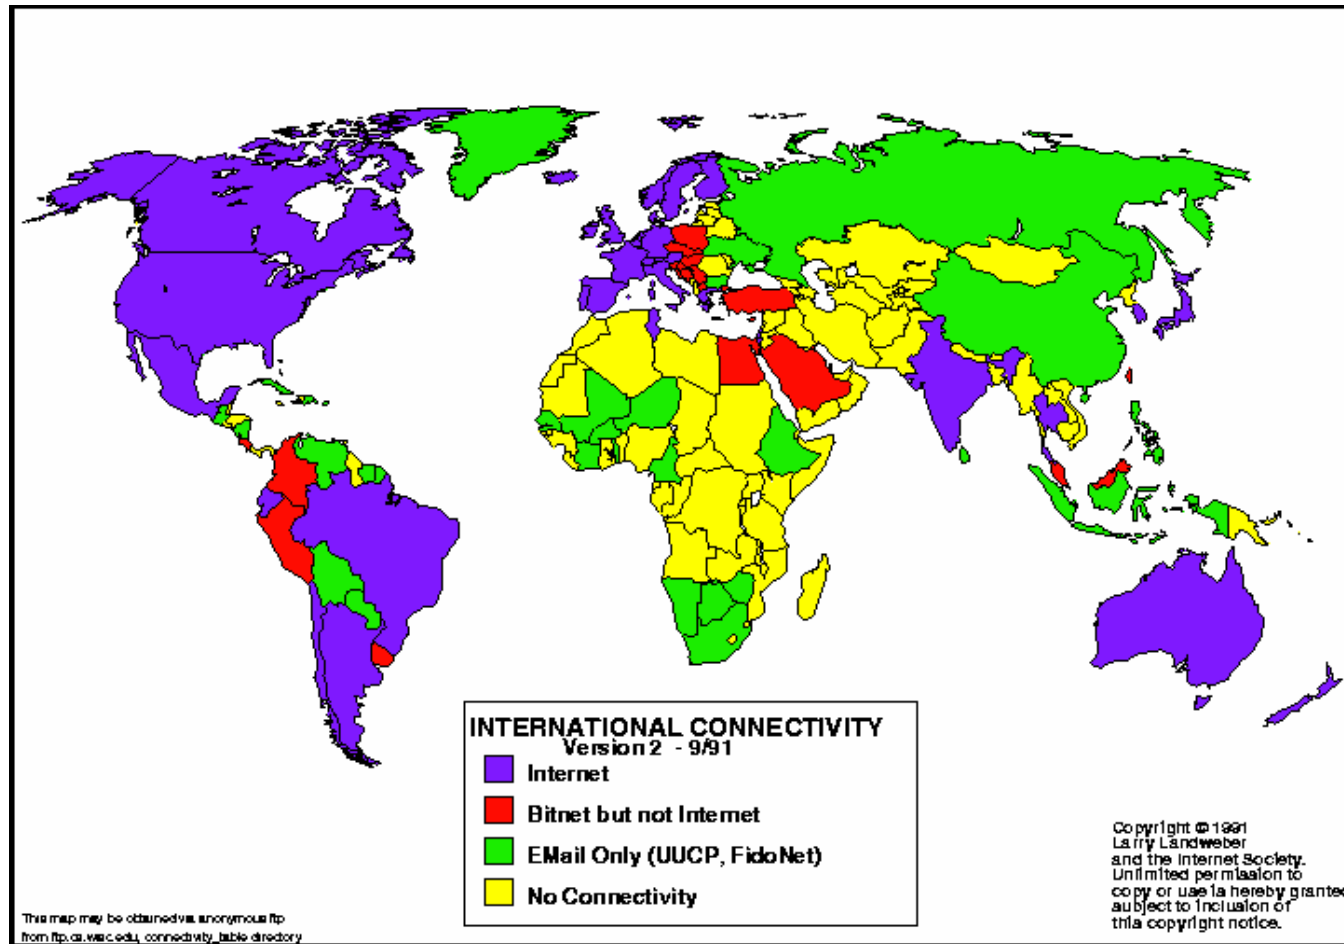 INTERNATIONAL CONNECTIVITY
Version 2 - 9/91
Internet
Bitnet but not Internet
EMail Only (UUCP, FidoNet)
No Connectivity
This map may be obtained via anonymous ftp
from ftp.cs.wisc.edu, connectivity_table directory
Copyright © 1991
Larry Landweber
and the Internet Society.
Unlimited permission to
copy or use is hereby granted
subject to inclusion of
this copyright notice.